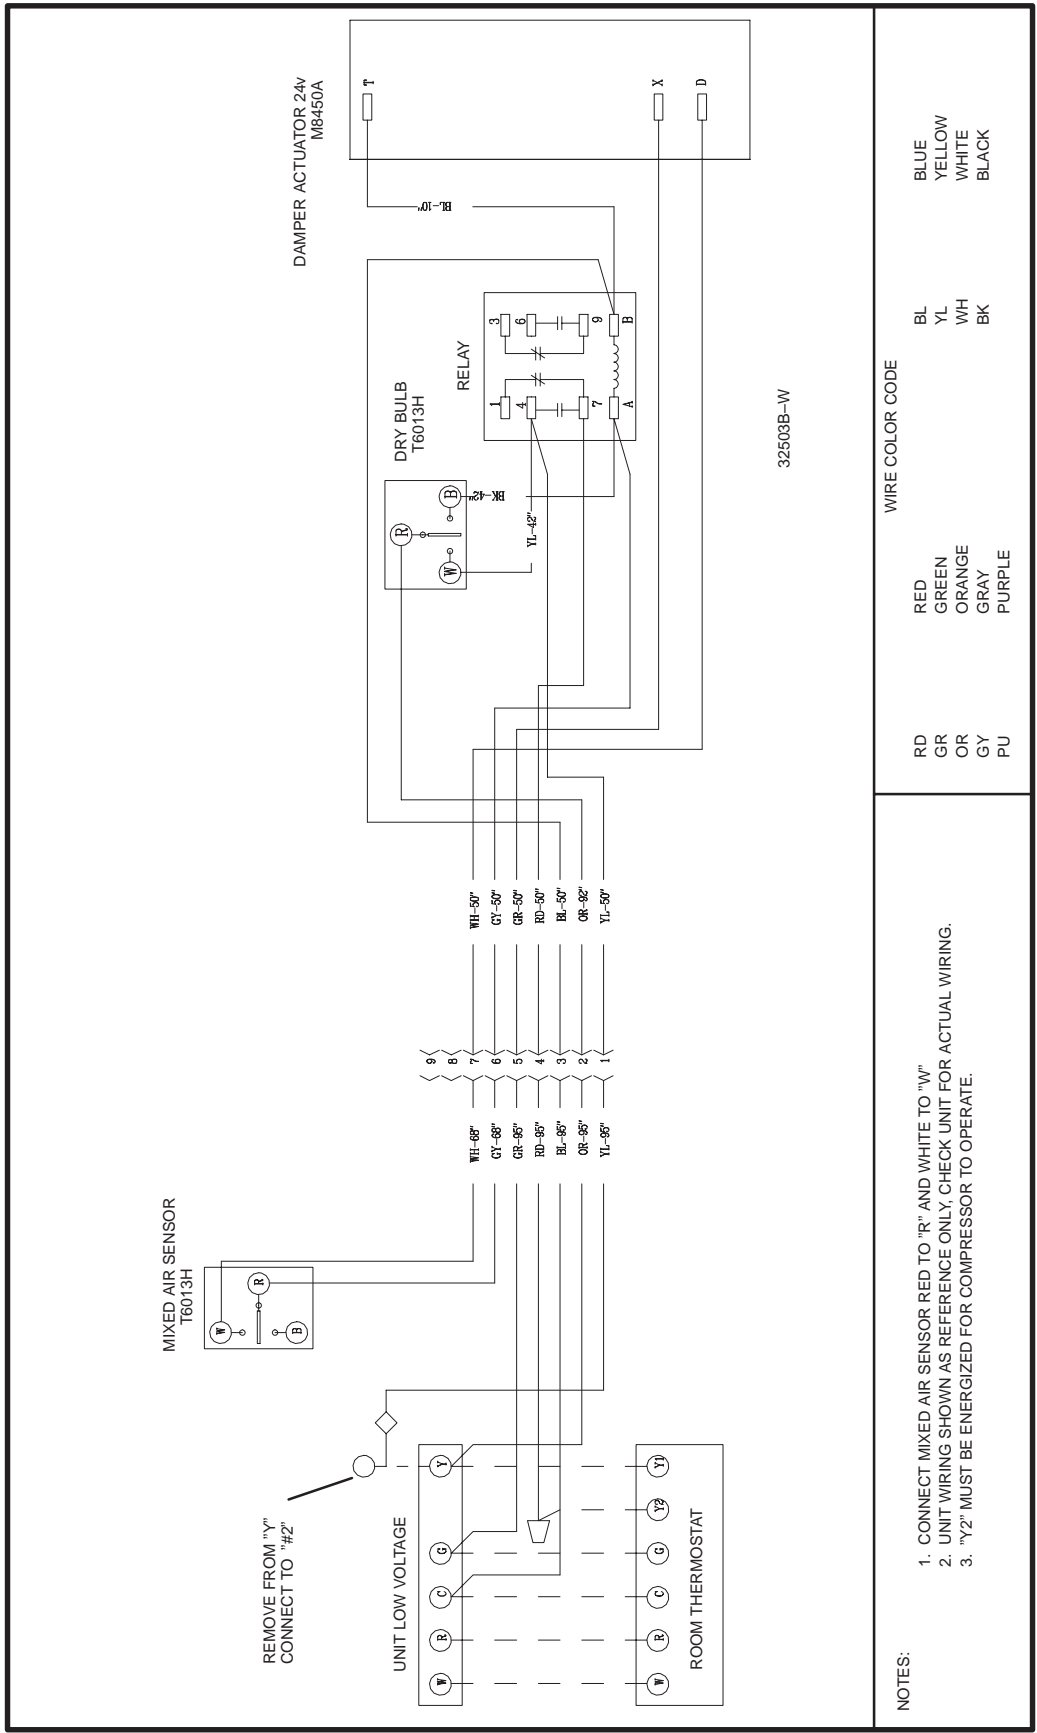 DAMPER ACTUATOR 24v
M8450A
T
X
D
BL-10"
RELAY
3
6
9
B
1
4
7
A
DRY BULB
T6013H
R
B
W
BK-42"
YL-42"
32503B-W
WH-50"
GY-50"
GR-50"
RD-50"
BL-50"
OR-92"
YL-50"
9
8
7
6
5
4
3
2
1
WH-68"
GY-68"
GR-95"
RD-95"
BL-95"
OR-95"
YL-95"
MIXED AIR SENSOR
T6013H
W
R
B
REMOVE FROM "Y"
CONNECT TO "#2"
UNIT LOW VOLTAGE
W
R
C
G
Y
ROOM THERMOSTAT
W
R
C
G
Y2
Y1
NOTES:
1. CONNECT MIXED AIR SENSOR RED TO "R" AND WHITE TO "W"
2. UNIT WIRING SHOWN AS REFERENCE ONLY, CHECK UNIT FOR ACTUAL WIRING.
3. "Y2" MUST BE ENERGIZED FOR COMPRESSOR TO OPERATE.
WIRE COLOR CODE
RD RED BL BLUE
GR GREEN YL YELLOW
OR ORANGE WH WHITE
GY GRAY BK BLACK
PU PURPLE